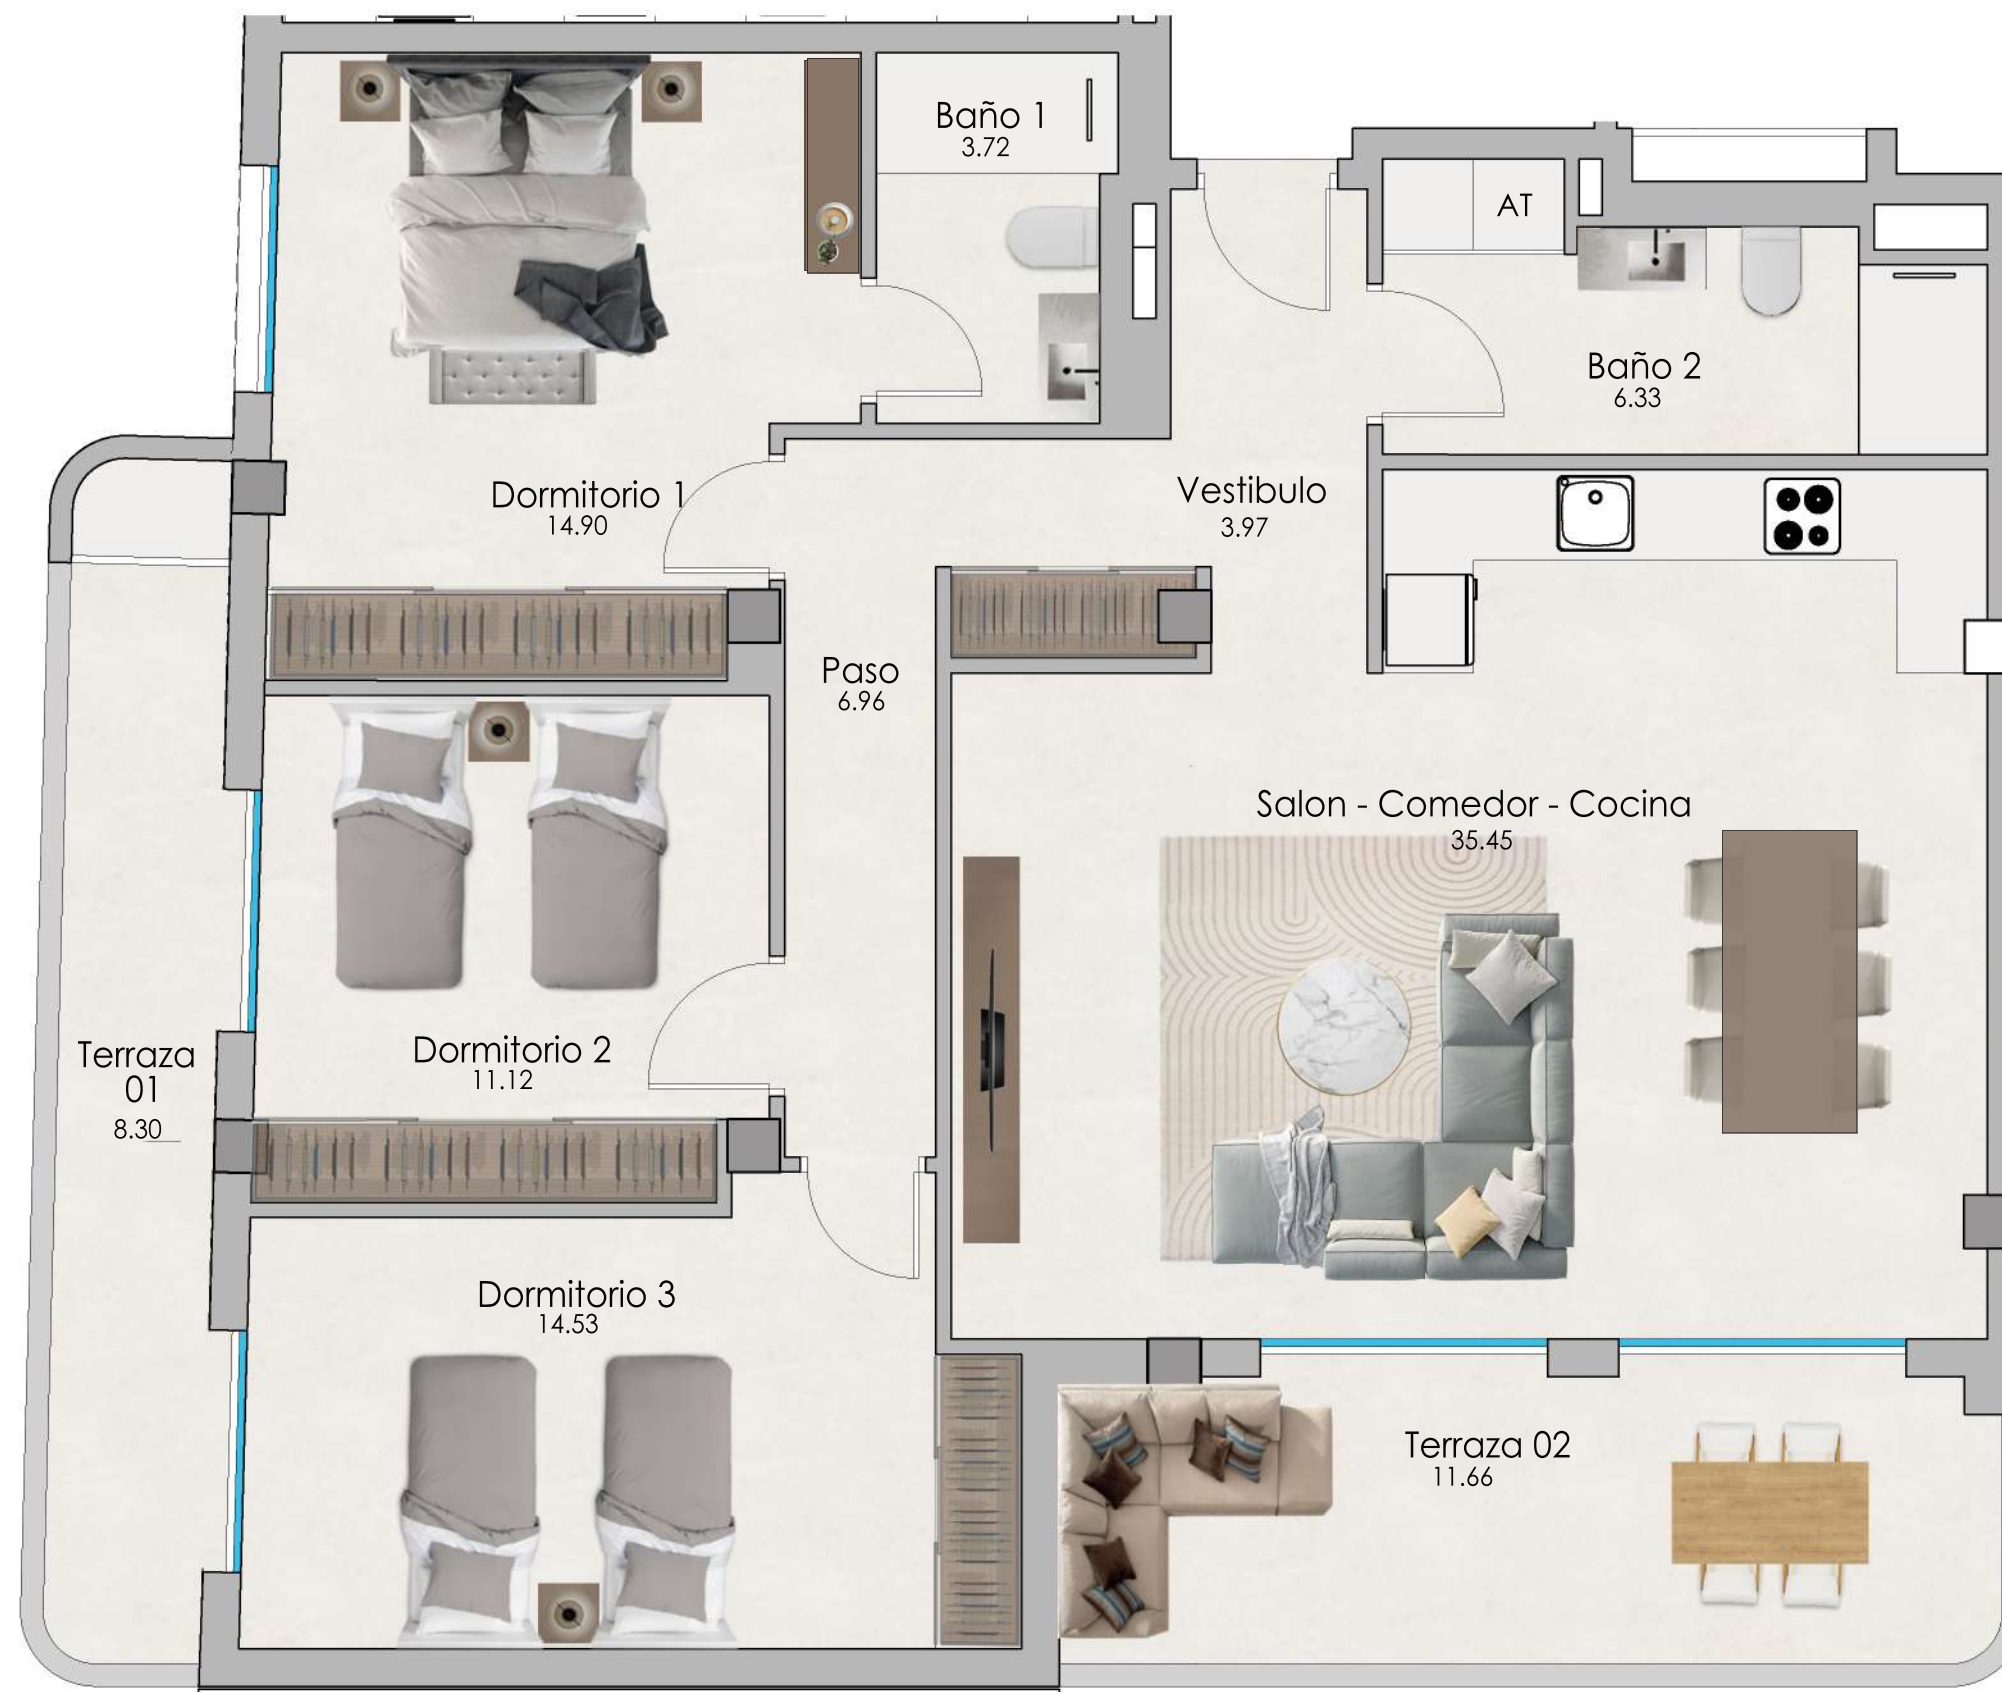 Baño 1
3.72
AT
Baño 2
6.33
Dormitorio 1
14.90
Vestibulo
3.97
Paso
6.96
Salon - Comedor - Cocina
35.45
Terraza
01
8.30
Dormitorio 2
11.12
Dormitorio 3
14.53
Terraza 02
11.66